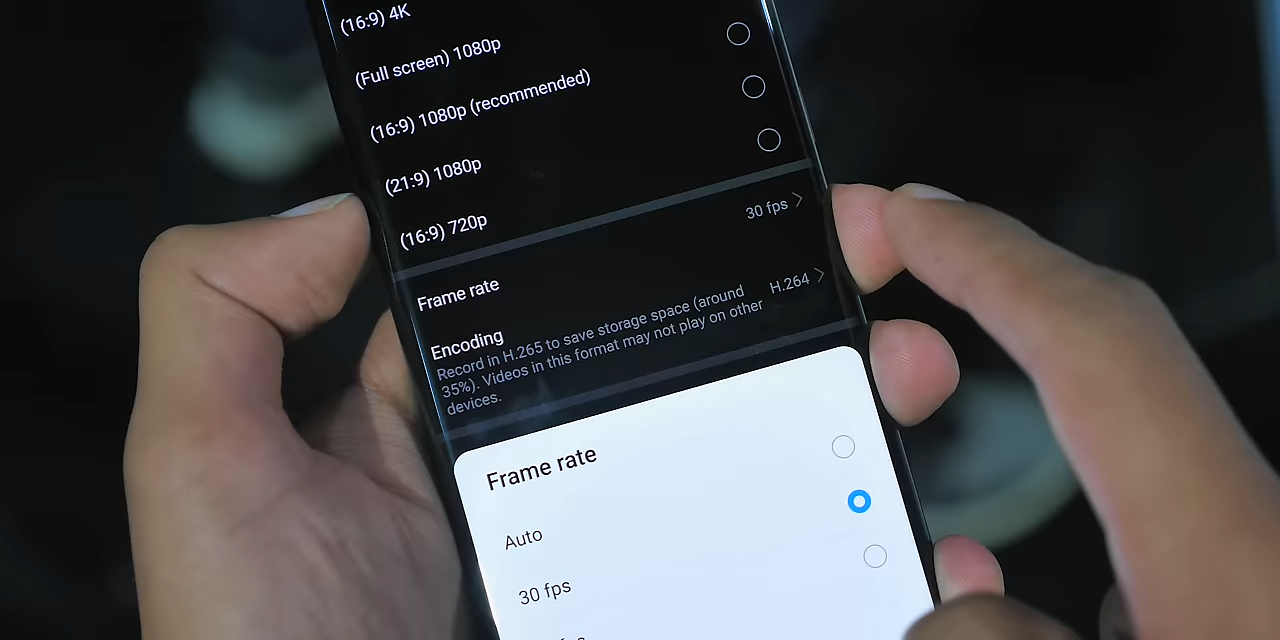 (16:9) 4K
(Full screen) 1080p
(16:9) 1080p (recommended)
(21:9) 1080p
(16:9) 720p
Frame rate
30 fps
Encoding
H.264
Record in H.265 to save storage space (around
35%). Videos in this format may not play on other
devices.
Frame rate
Auto
30 fps